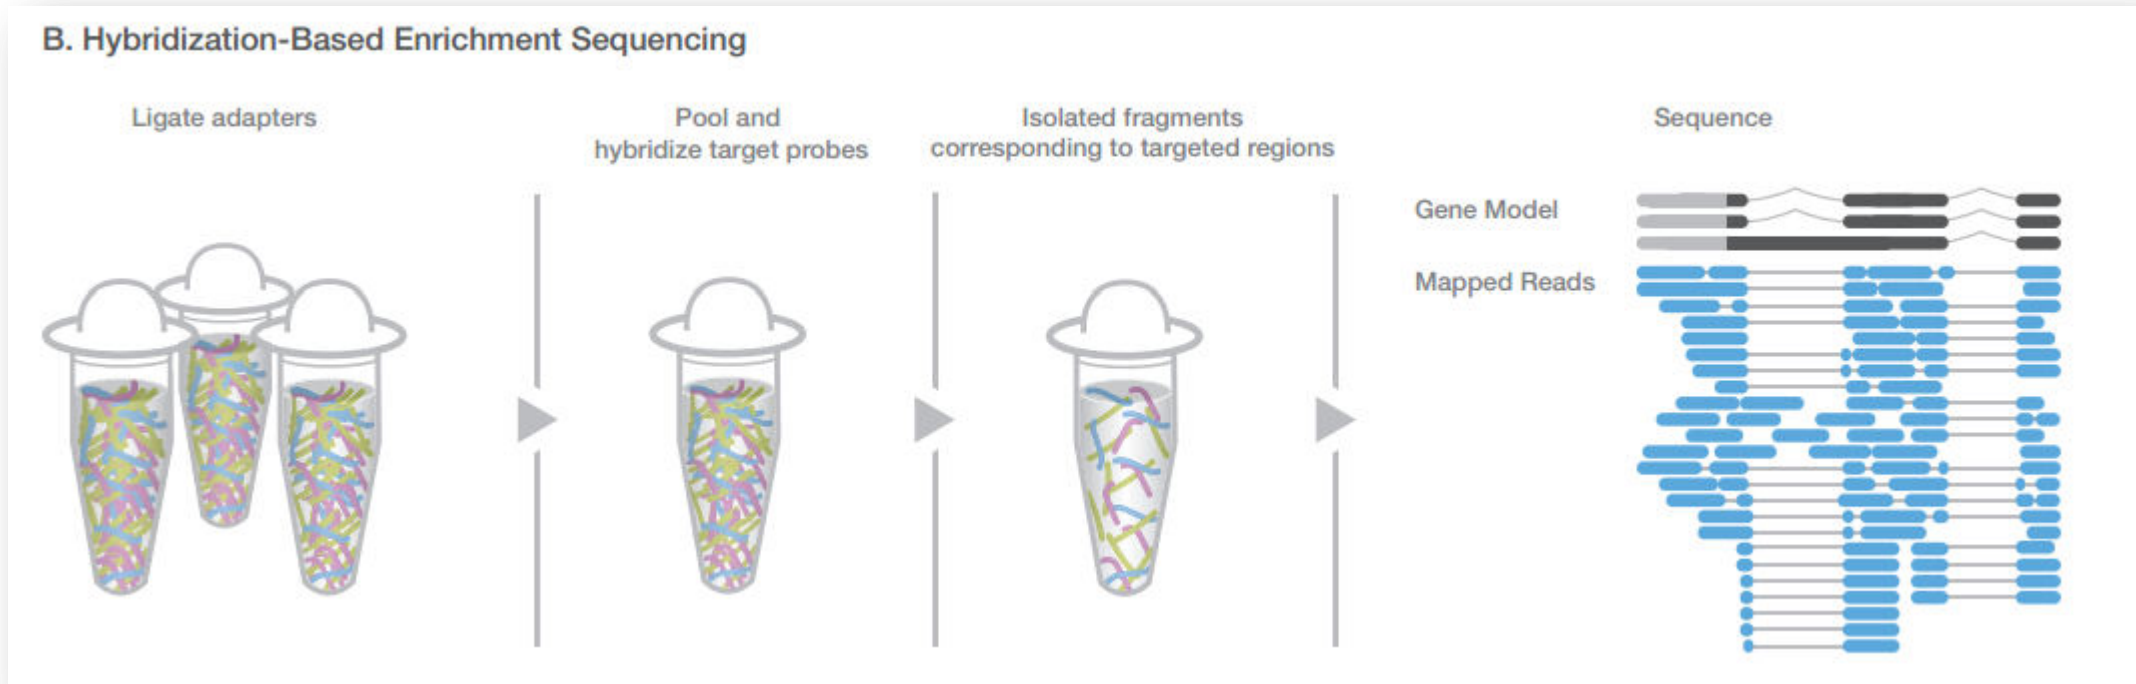 B. Hybridization-Based Enrichment Sequencing
Ligate adapters
Pool and
hybridize target probes
Isolated fragments
corresponding to targeted regions
Sequence
Gene Model
Mapped Reads